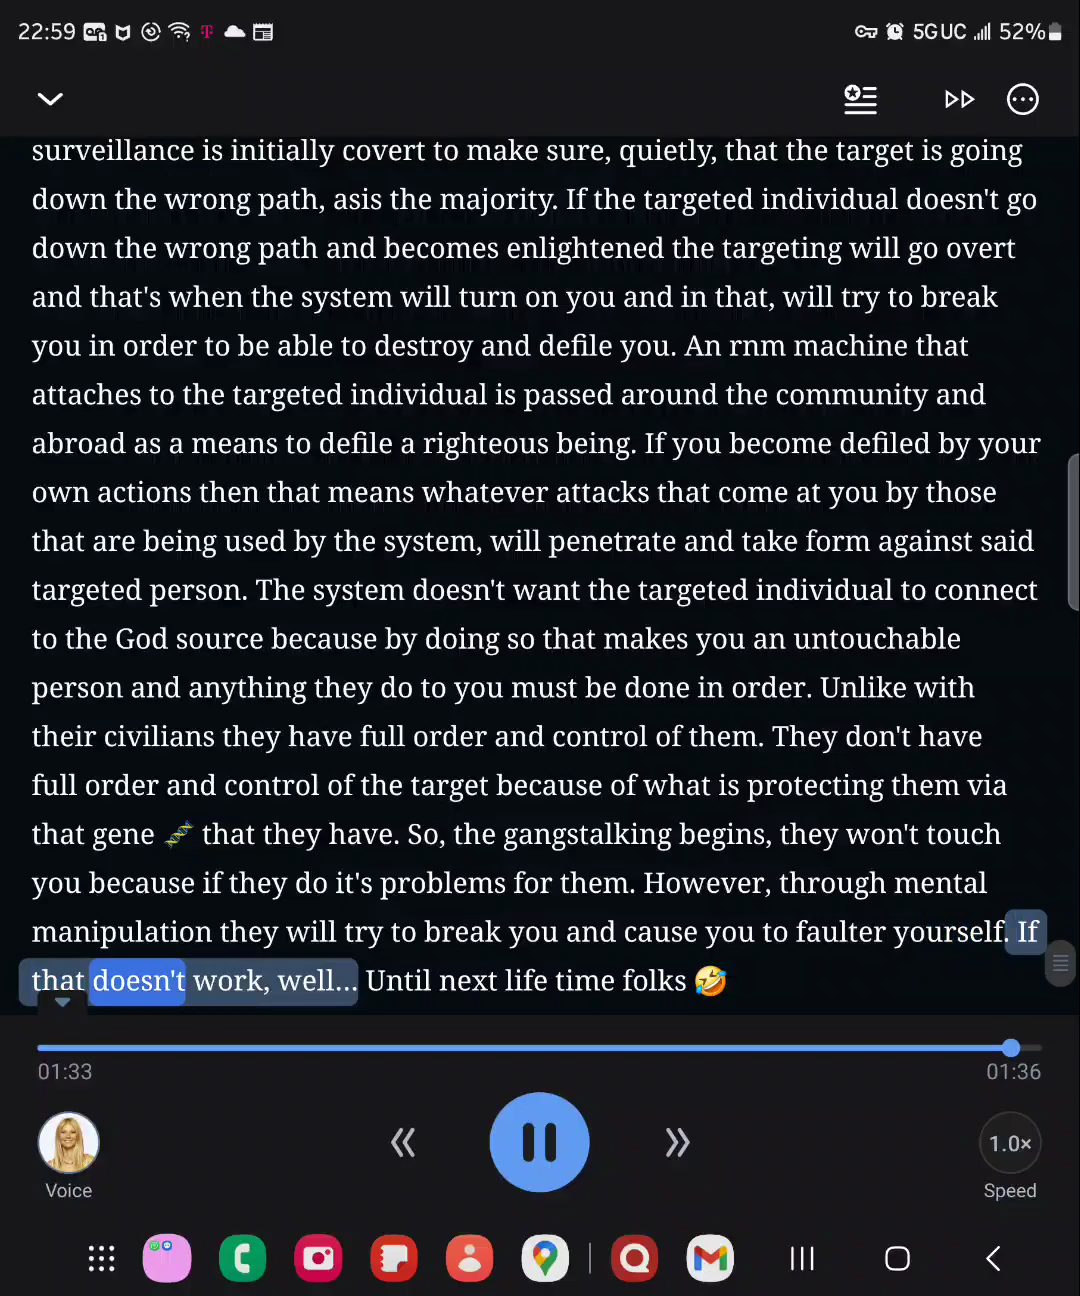 22:59
5G UC 52%
surveillance is initially covert to make sure, quietly, that the target is going
down the wrong path, asis the majority. If the targeted individual doesn't go
down the wrong path and becomes enlightened the targeting will go overt
and that's when the system will turn on you and in that, will try to break
you in order to be able to destroy and defile you. An rnm machine that
attaches to the targeted individual is passed around the community and
abroad as a means to defile a righteous being. If you become defiled by your
own actions then that means whatever attacks that come at you by those
that are being used by the system, will penetrate and take form against said
targeted person. The system doesn't want the targeted individual to connect
to the God source because by doing so that makes you an untouchable
person and anything they do to you must be done in order. Unlike with
their civilians they have full order and control of them. They don't have
full order and control of the target because of what is protecting them via
that gene 🧬 that they have. So, the gangstalking begins, they won't touch
you because if they do it's problems for them. However, through mental
manipulation they will try to break you and cause you to faulter yourself. If
that doesn't work, well... Until next life time folks 🤣
01:33
01:36
1.0×
Voice
Speed